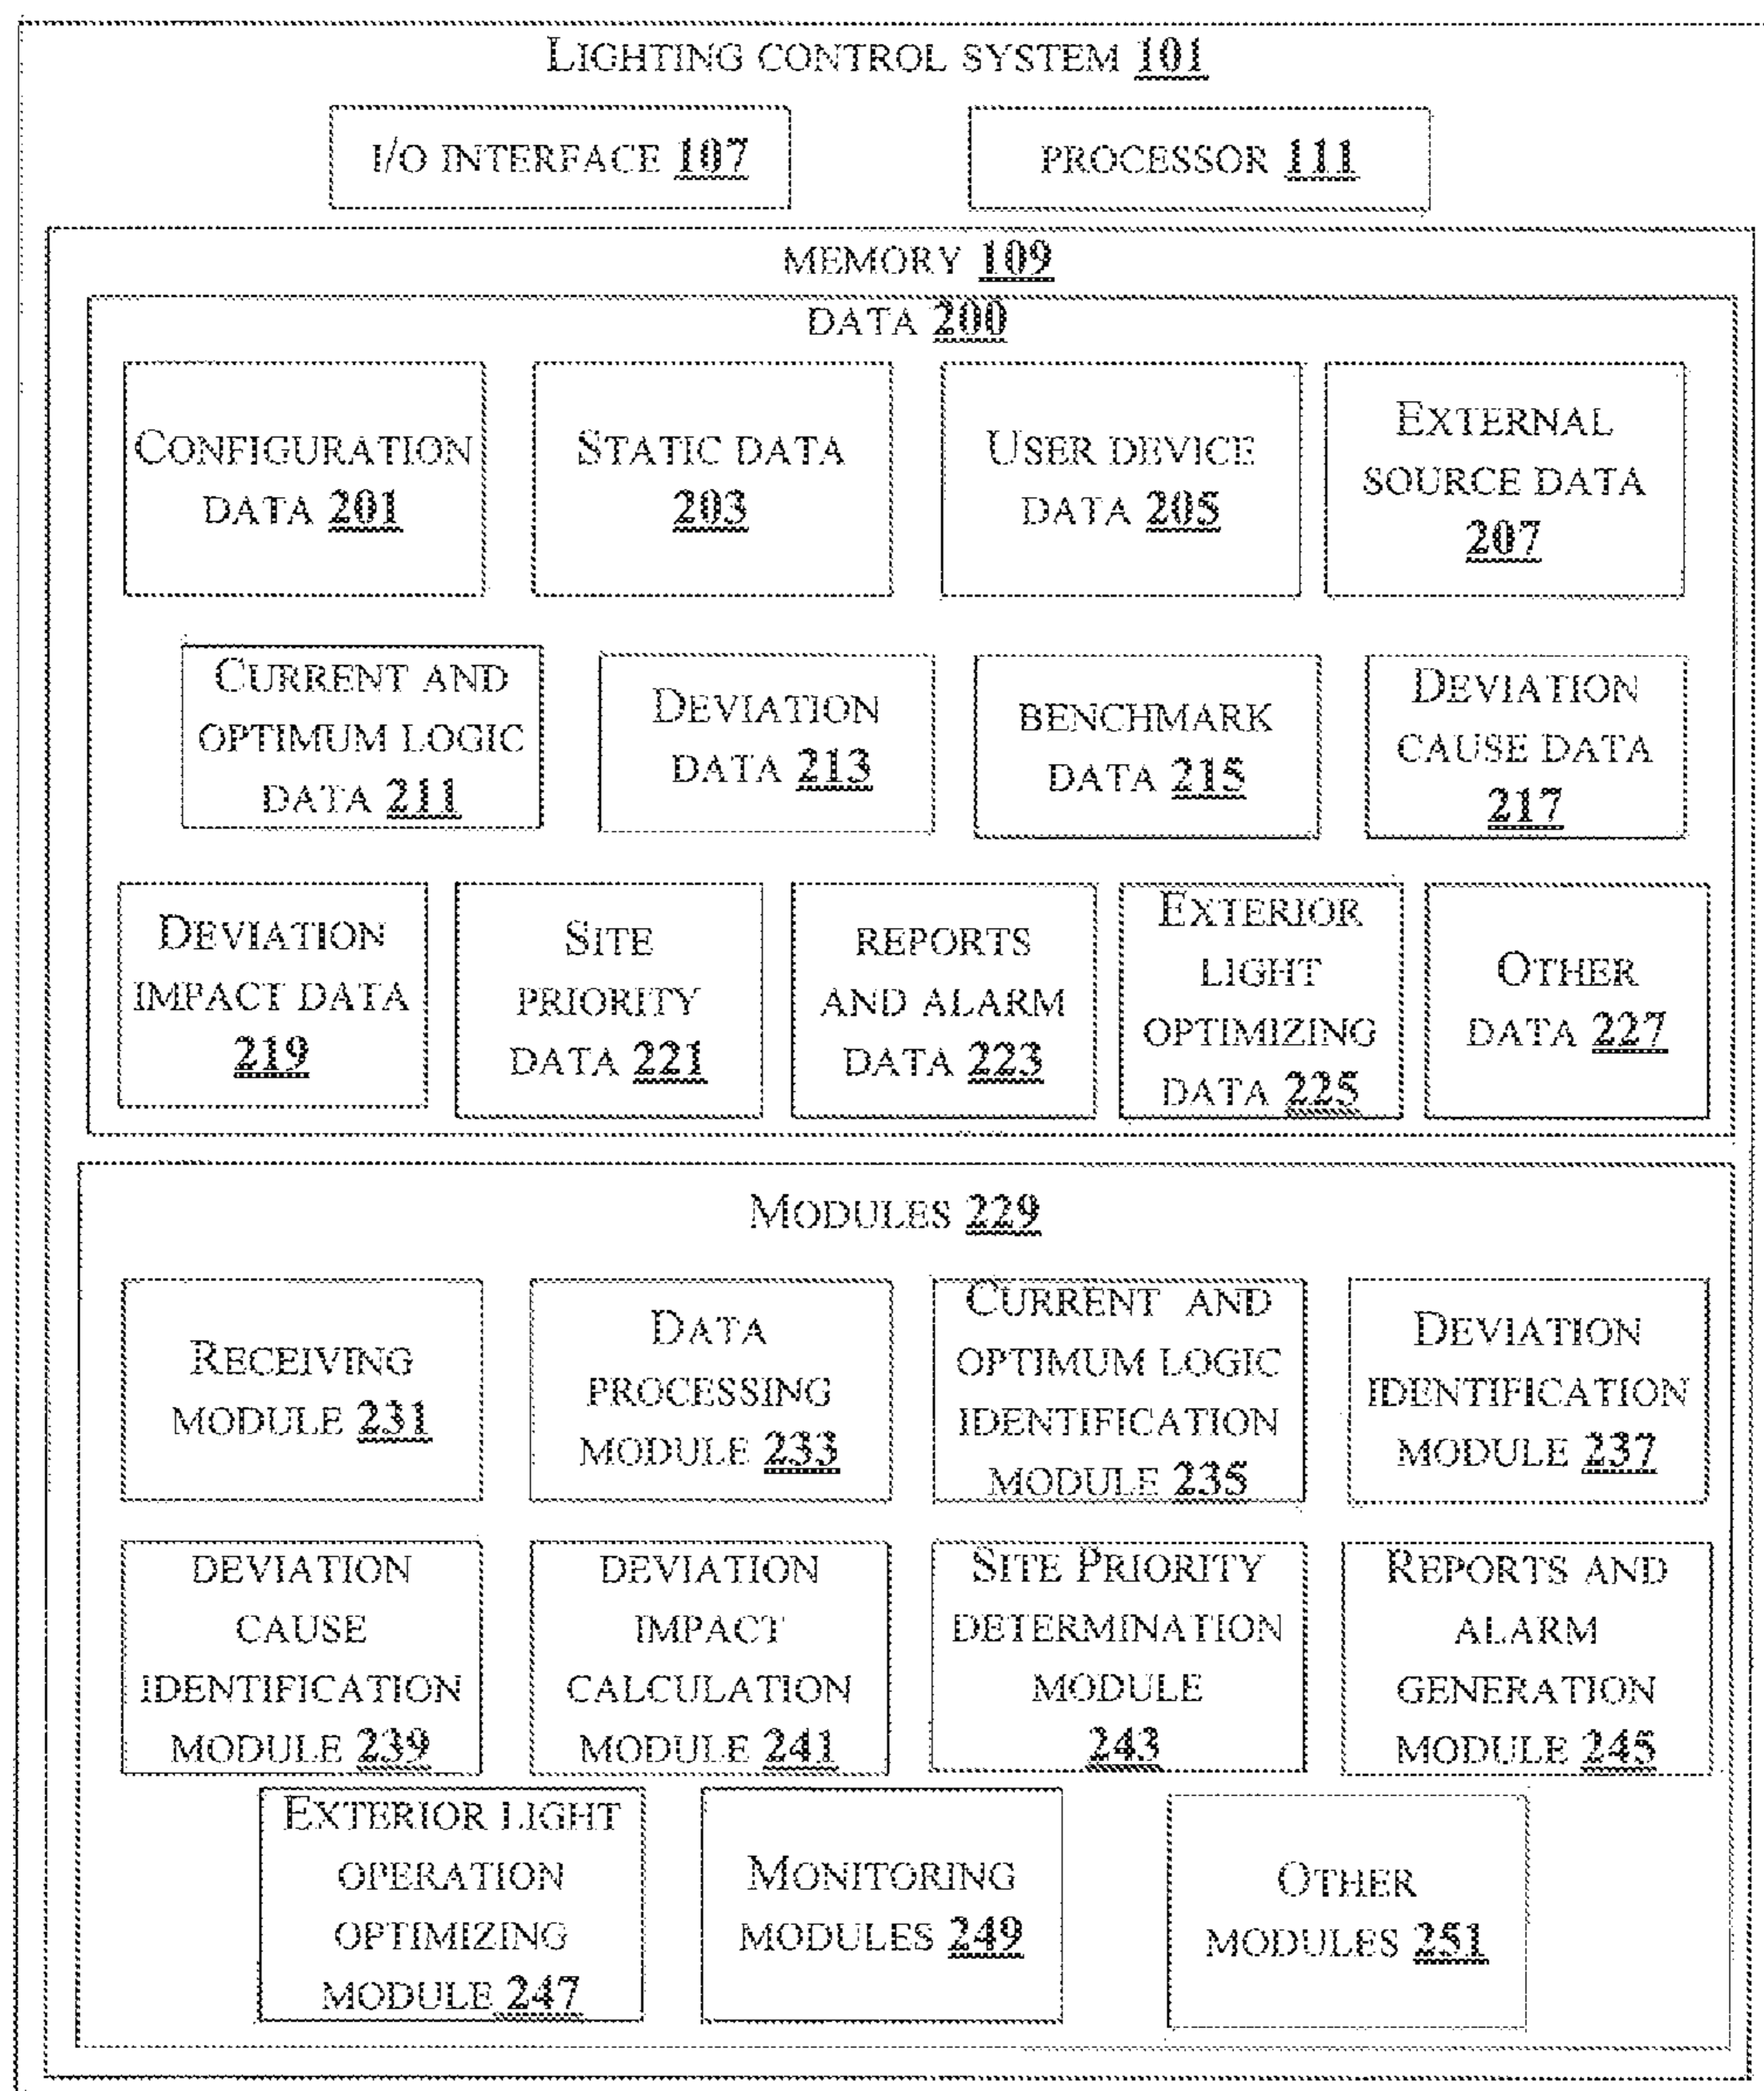 LIGHTING CONTROL SYSTEM 101
I/O INTERFACE 107
PROCESSOR 111
MEMORY 109
DATA 200
CONFIGURATION
DATA 201
STATIC DATA
203
USER DEVICE
DATA 205
EXTERNAL
SOURCE DATA
207
CURRENT AND
OPTIMUM LOGIC
DATA 211
DEVIATION
DATA 213
BENCHMARK
DATA 215
DEVIATION
CAUSE DATA
217
DEVIATION
IMPACT DATA
219
SITE
PRIORITY
DATA 221
REPORTS
AND ALARM
DATA 223
EXTERIOR
LIGHT
OPTIMIZING
DATA 225
OTHER
DATA 227
MODULES 229
RECEIVING
MODULE 231
DATA
PROCESSING
MODULE 233
CURRENT AND
OPTIMUM LOGIC
IDENTIFICATION
MODULE 235
DEVIATION
IDENTIFICATION
MODULE 237
DEVIATION
CAUSE
IDENTIFICATION
MODULE 239
DEVIATION
IMPACT
CALCULATION
MODULE 241
SITE PRIORITY
DETERMINATION
MODULE
243
REPORTS AND
ALARM
GENERATION
MODULE 245
EXTERIOR LIGHT
OPERATION
OPTIMIZING
MODULE 247
MONITORING
MODULES 249
OTHER
MODULES 251